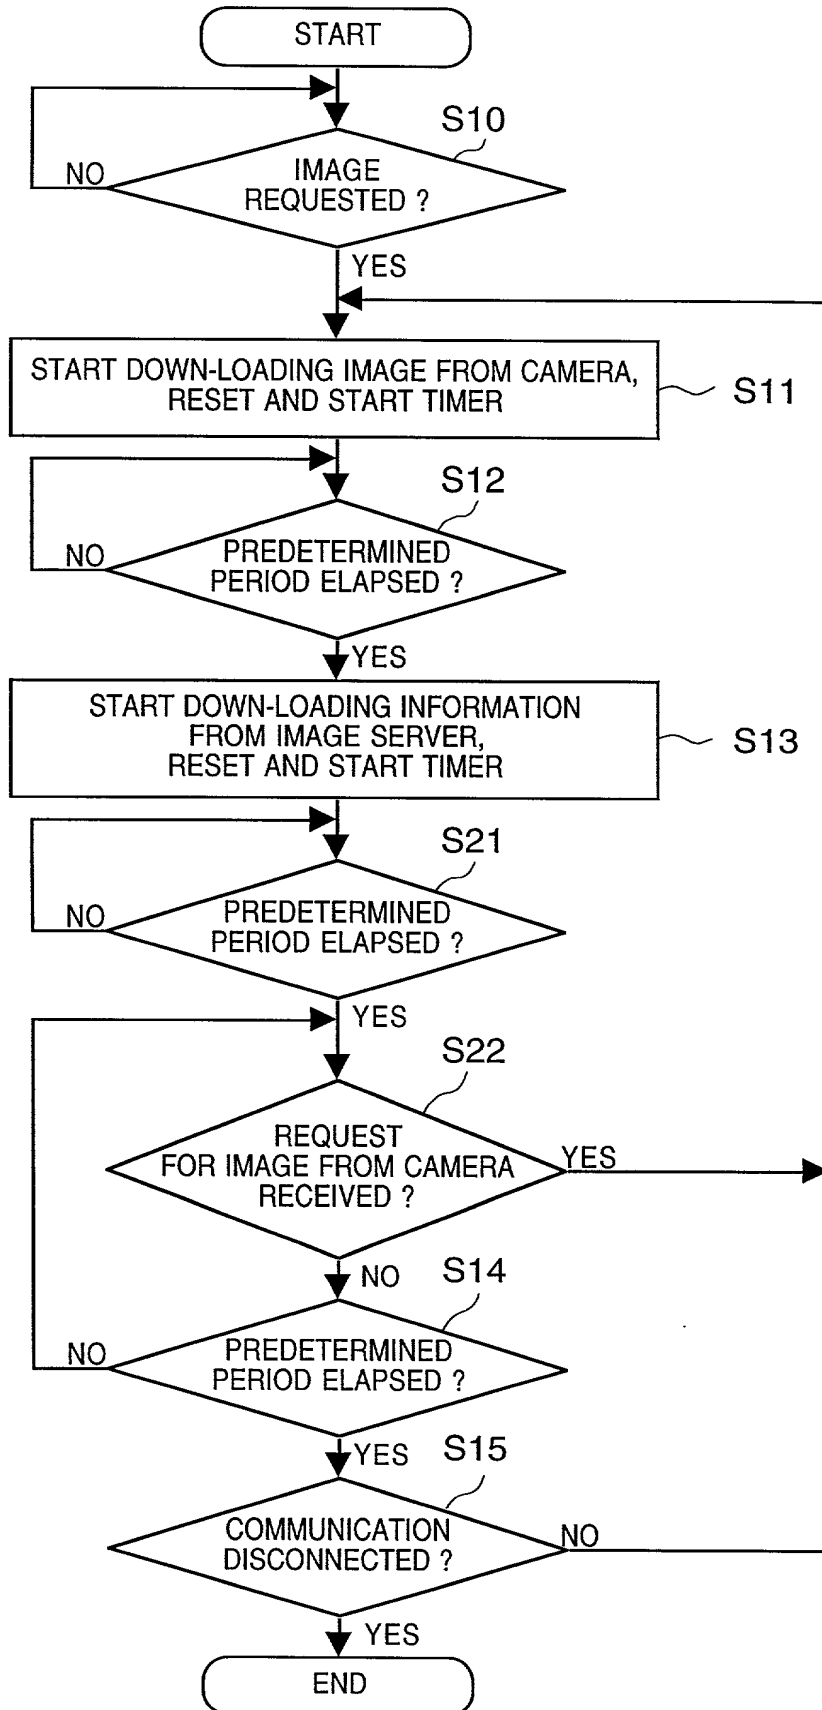 START
S10
IMAGE
REQUESTED ?
NO
YES
START DOWN-LOADING IMAGE FROM CAMERA,
RESET AND START TIMER
S11
S12
PREDETERMINED
PERIOD ELAPSED ?
NO
YES
START DOWN-LOADING INFORMATION
FROM IMAGE SERVER,
RESET AND START TIMER
S13
S21
PREDETERMINED
PERIOD ELAPSED ?
NO
YES
S22
REQUEST
FOR IMAGE FROM CAMERA
RECEIVED ?
YES
NO
S14
PREDETERMINED
PERIOD ELAPSED ?
NO
YES
S15
COMMUNICATION
DISCONNECTED ?
NO
YES
END